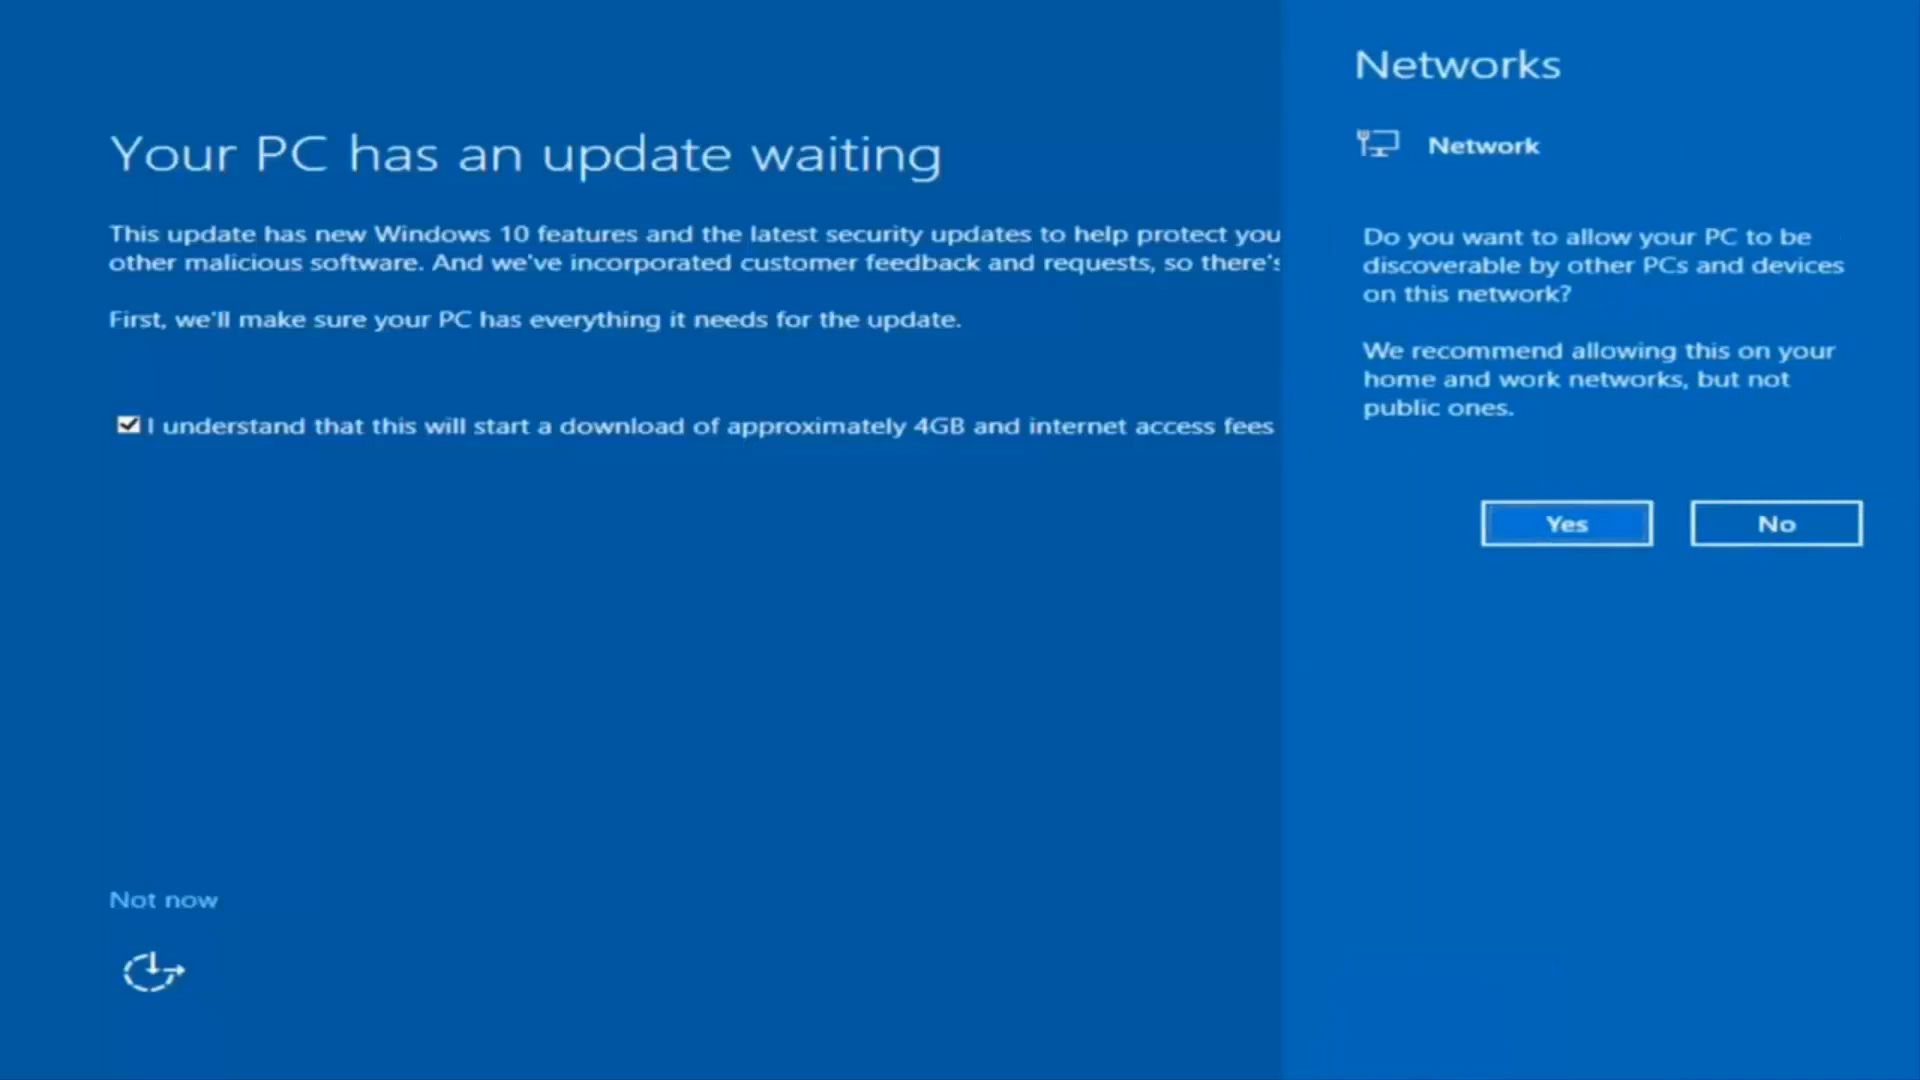 Your PC has an update waiting
This update has new Windows 10 features and the latest security updates to help protect you
other malicious software. And we've incorporated customer feedback and requests, so there's
First, we'll make sure your PC has everything it needs for the update.
I understand that this will start a download of approximately 4GB and internet access fees
Not now
Networks
Network
Do you want to allow your PC to be
discoverable by other PCs and devices
on this network?
We recommend allowing this on your
home and work networks, but not
public ones.
Yes
No